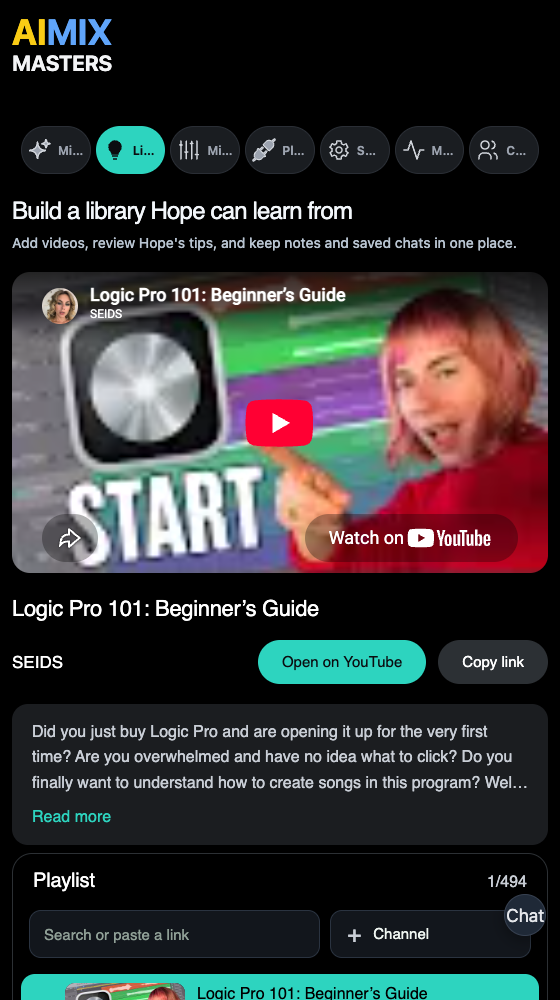 AIMIX
MASTERS
Mi...
Li...
Mi...
Pl...
S...
M...
C...
Build a library Hope can learn from
Add videos, review Hope's tips, and keep notes and saved chats in one place.
Logic Pro 101: Beginner’s Guide
SEIDS
START
Watch on YouTube
Logic Pro 101: Beginner’s Guide
SEIDS
Open on YouTube
Copy link
Did you just buy Logic Pro and are opening it up for the very first
time? Are you overwhelmed and have no idea what to click? Do you
finally want to understand how to create songs in this program? Wel...
Read more
Playlist
1/494
Chat
Search or paste a link
+ Channel
Logic Pro 101: Beginner’s Guide